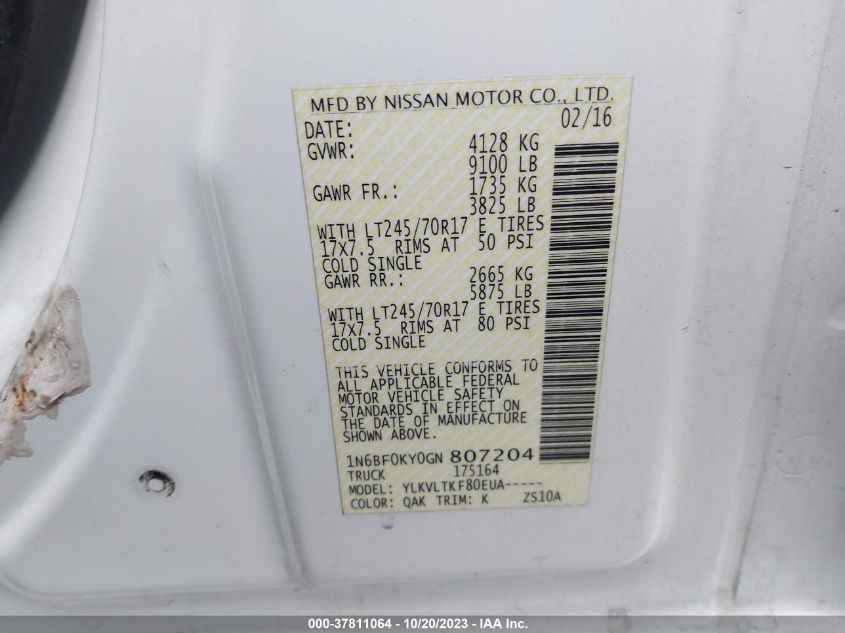 MFD BY NISSAN MOTOR CO., LTD.
DATE: 02/16
GVWR: 4128 KG
9100 LB
GAWR FR.: 1735 KG
3825 LB
WITH LT245/70R17 E TIRES
17X7.5 RIMS AT 50 PSI
COLD SINGLE
GAWR RR.: 2665 KG
5875 LB
WITH LT245/70R17 E TIRES
17X7.5 RIMS AT 80 PSI
COLD SINGLE
THIS VEHICLE CONFORMS TO
ALL APPLICABLE FEDERAL
MOTOR VEHICLE SAFETY
STANDARDS IN EFFECT ON
THE DATE OF MANUFACTURE
SHOWN ABOVE.
1N6BF0KY0GN 807204
TRUCK 175164
MODEL: YLKVLTKF80EUA-----
COLOR: QAK TRIM: K ZS10A
000-37811064 - 10/20/2023 - IAA Inc.